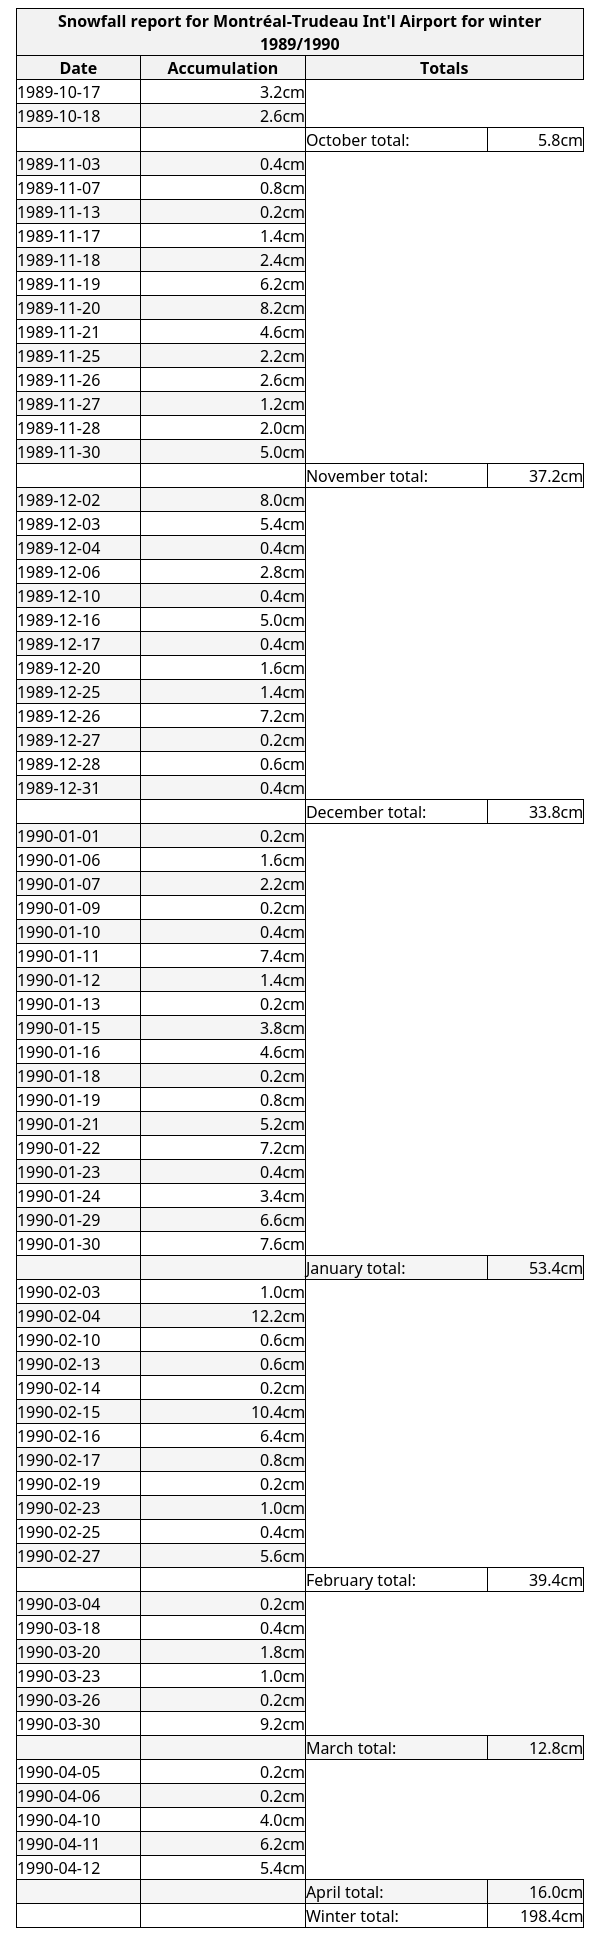 Snowfall report for Montréal-Trudeau Int'l Airport for winter
1989/1990
Date Accumulation Totals
1989-10-17 3.2cm
1989-10-18 2.6cm
October total: 5.8cm
1989-11-03 0.4cm
1989-11-07 0.8cm
1989-11-13 0.2cm
1989-11-17 1.4cm
1989-11-18 2.4cm
1989-11-19 6.2cm
1989-11-20 8.2cm
1989-11-21 4.6cm
1989-11-25 2.2cm
1989-11-26 2.6cm
1989-11-27 1.2cm
1989-11-28 2.0cm
1989-11-30 5.0cm
November total: 37.2cm
1989-12-02 8.0cm
1989-12-03 5.4cm
1989-12-04 0.4cm
1989-12-06 2.8cm
1989-12-10 0.4cm
1989-12-16 5.0cm
1989-12-17 0.4cm
1989-12-20 1.6cm
1989-12-25 1.4cm
1989-12-26 7.2cm
1989-12-27 0.2cm
1989-12-28 0.6cm
1989-12-31 0.4cm
December total: 33.8cm
1990-01-01 0.2cm
1990-01-06 1.6cm
1990-01-07 2.2cm
1990-01-09 0.2cm
1990-01-10 0.4cm
1990-01-11 7.4cm
1990-01-12 1.4cm
1990-01-13 0.2cm
1990-01-15 3.8cm
1990-01-16 4.6cm
1990-01-18 0.2cm
1990-01-19 0.8cm
1990-01-21 5.2cm
1990-01-22 7.2cm
1990-01-23 0.4cm
1990-01-24 3.4cm
1990-01-29 6.6cm
1990-01-30 7.6cm
January total: 53.4cm
1990-02-03 1.0cm
1990-02-04 12.2cm
1990-02-10 0.6cm
1990-02-13 0.6cm
1990-02-14 0.2cm
1990-02-15 10.4cm
1990-02-16 6.4cm
1990-02-17 0.8cm
1990-02-19 0.2cm
1990-02-23 1.0cm
1990-02-25 0.4cm
1990-02-27 5.6cm
February total: 39.4cm
1990-03-04 0.2cm
1990-03-18 0.4cm
1990-03-20 1.8cm
1990-03-23 1.0cm
1990-03-26 0.2cm
1990-03-30 9.2cm
March total: 12.8cm
1990-04-05 0.2cm
1990-04-06 0.2cm
1990-04-10 4.0cm
1990-04-11 6.2cm
1990-04-12 5.4cm
April total: 16.0cm
Winter total: 198.4cm